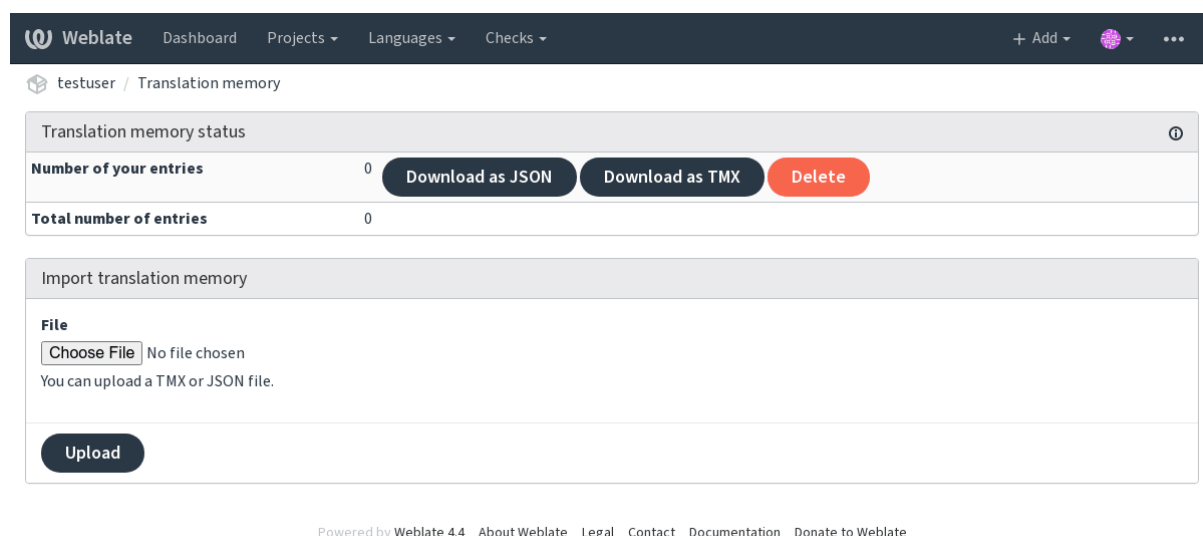 Weblate Dashboard Projects Languages Checks + Add
testuser / Translation memory
Translation memory status
Number of your entries 0 Download as JSON Download as TMX Delete
Total number of entries 0
Import translation memory
File
Choose File No file chosen
You can upload a TMX or JSON file.
Upload
Powered by Weblate 4.4 About Weblate Legal Contact Documentation Donate to Weblate